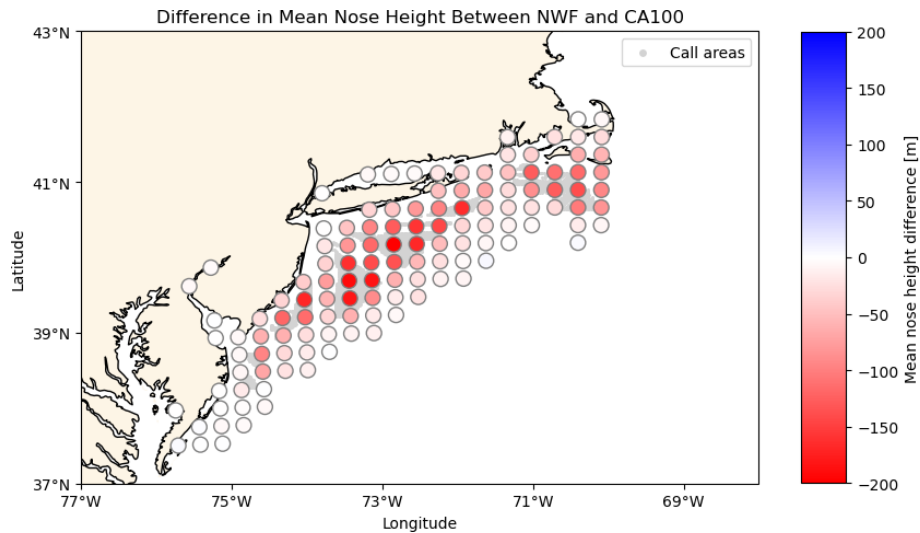 Difference in Mean Nose Height Between NWF and CA100
43°N
41°N
39°N
37°N
Latitude
77°W
75°W
73°W
71°W
69°W
Longitude
Call areas
200
150
100
50
0
−50
−100
−150
−200
Mean nose height difference [m]